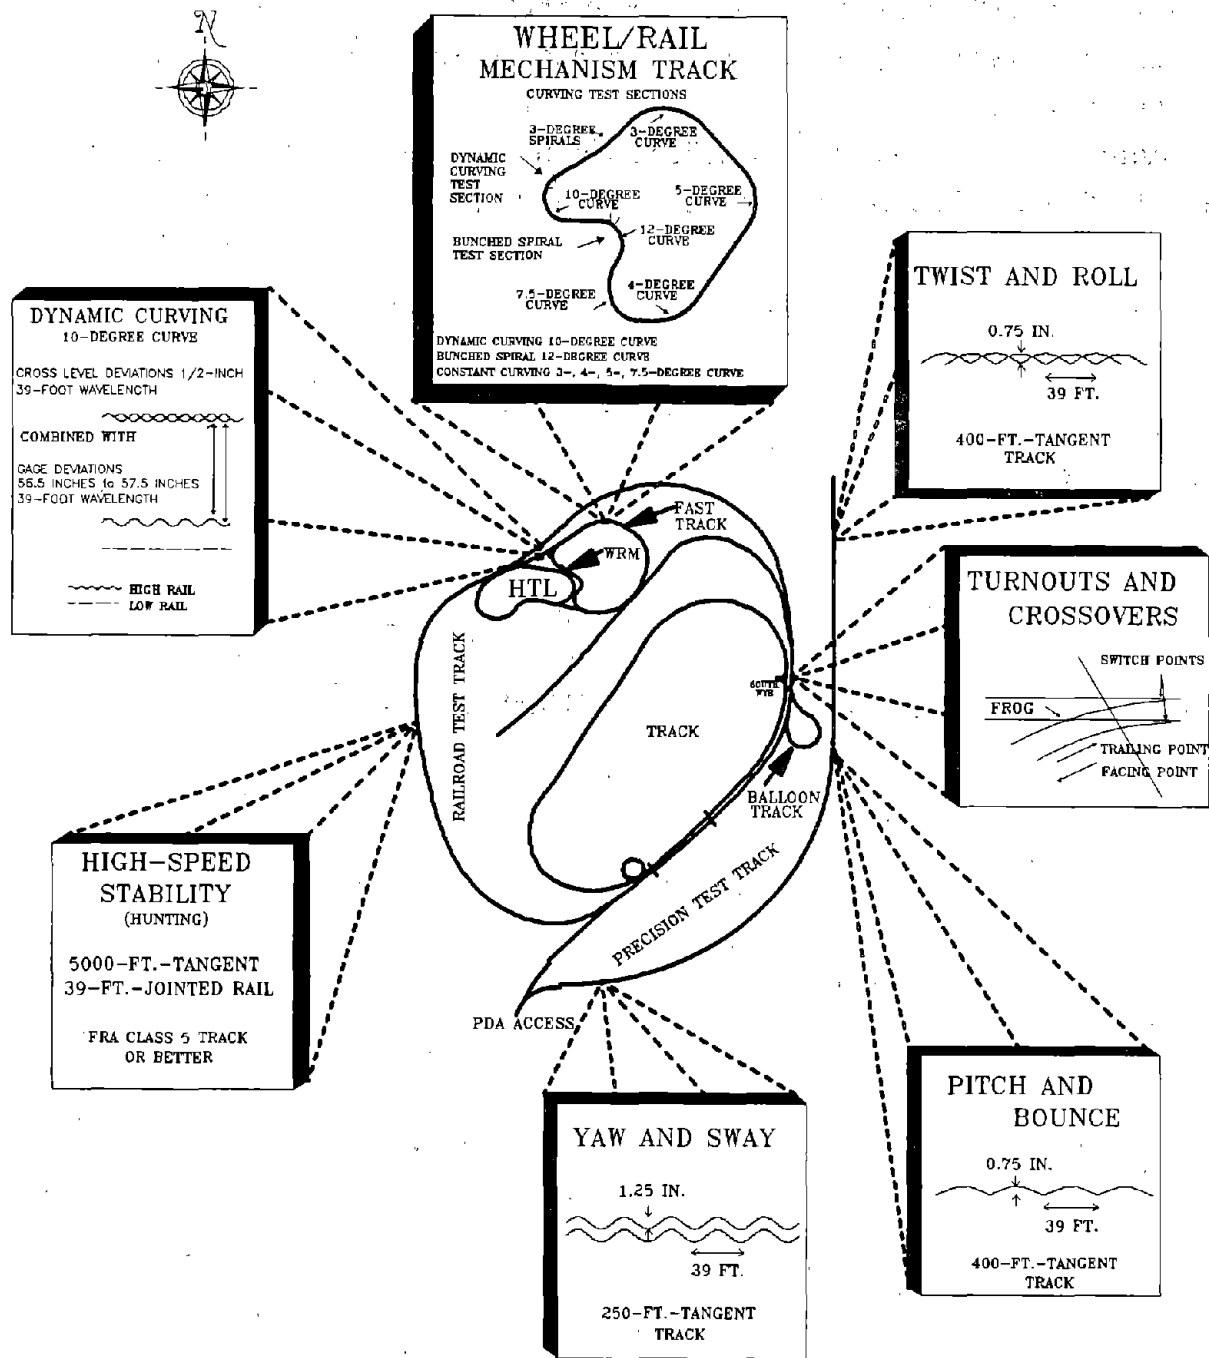 N
WHEEL/RAIL
MECHANISM TRACK
CURVING TEST SECTIONS
3-DEGREE
SPIRALS
3-DEGREE
CURVE
DYNAMIC
CURVING
TEST
SECTION
10-DEGREE
CURVE
5-DEGREE
CURVE
12-DEGREE
CURVE
BUNCHED SPIRAL
TEST SECTION
7.5-DEGREE
CURVE
4-DEGREE
CURVE
DYNAMIC CURVING 10-DEGREE CURVE
BUNCHED SPIRAL 12-DEGREE CURVE
CONSTANT CURVING 3-, 4-, 5-, 7.5-DEGREE CURVE
TWIST AND ROLL
0.75 IN.
39 FT.
400-FT.-TANGENT
TRACK
DYNAMIC CURVING
10-DEGREE CURVE
CROSS LEVEL DEVIATIONS 1/2-INCH
39-FOOT WAVELENGTH
COMBINED WITH
GAGE DEVIATIONS
56.5 INCHES to 57.5 INCHES
39-FOOT WAVELENGTH
HIGH RAIL
LOW RAIL
FAST
TRACK
WRM
HTL
RAILROAD TEST TRACK
TRACK
SOUTH
WYE
BALLOON
TRACK
PRECISION TEST TRACK
PDA ACCESS
TURNOUTS AND
CROSSOVERS
SWITCH POINTS
FROG
TRAILING POINT
FACING POINT
HIGH-SPEED
STABILITY
(HUNTING)
5000-FT.-TANGENT
39-FT.-JOINTED RAIL
FRA CLASS 5 TRACK
OR BETTER
YAW AND SWAY
1.25 IN.
39 FT.
250-FT.-TANGENT
TRACK
PITCH AND
BOUNCE
0.75 IN.
39 FT.
400-FT.-TANGENT
TRACK